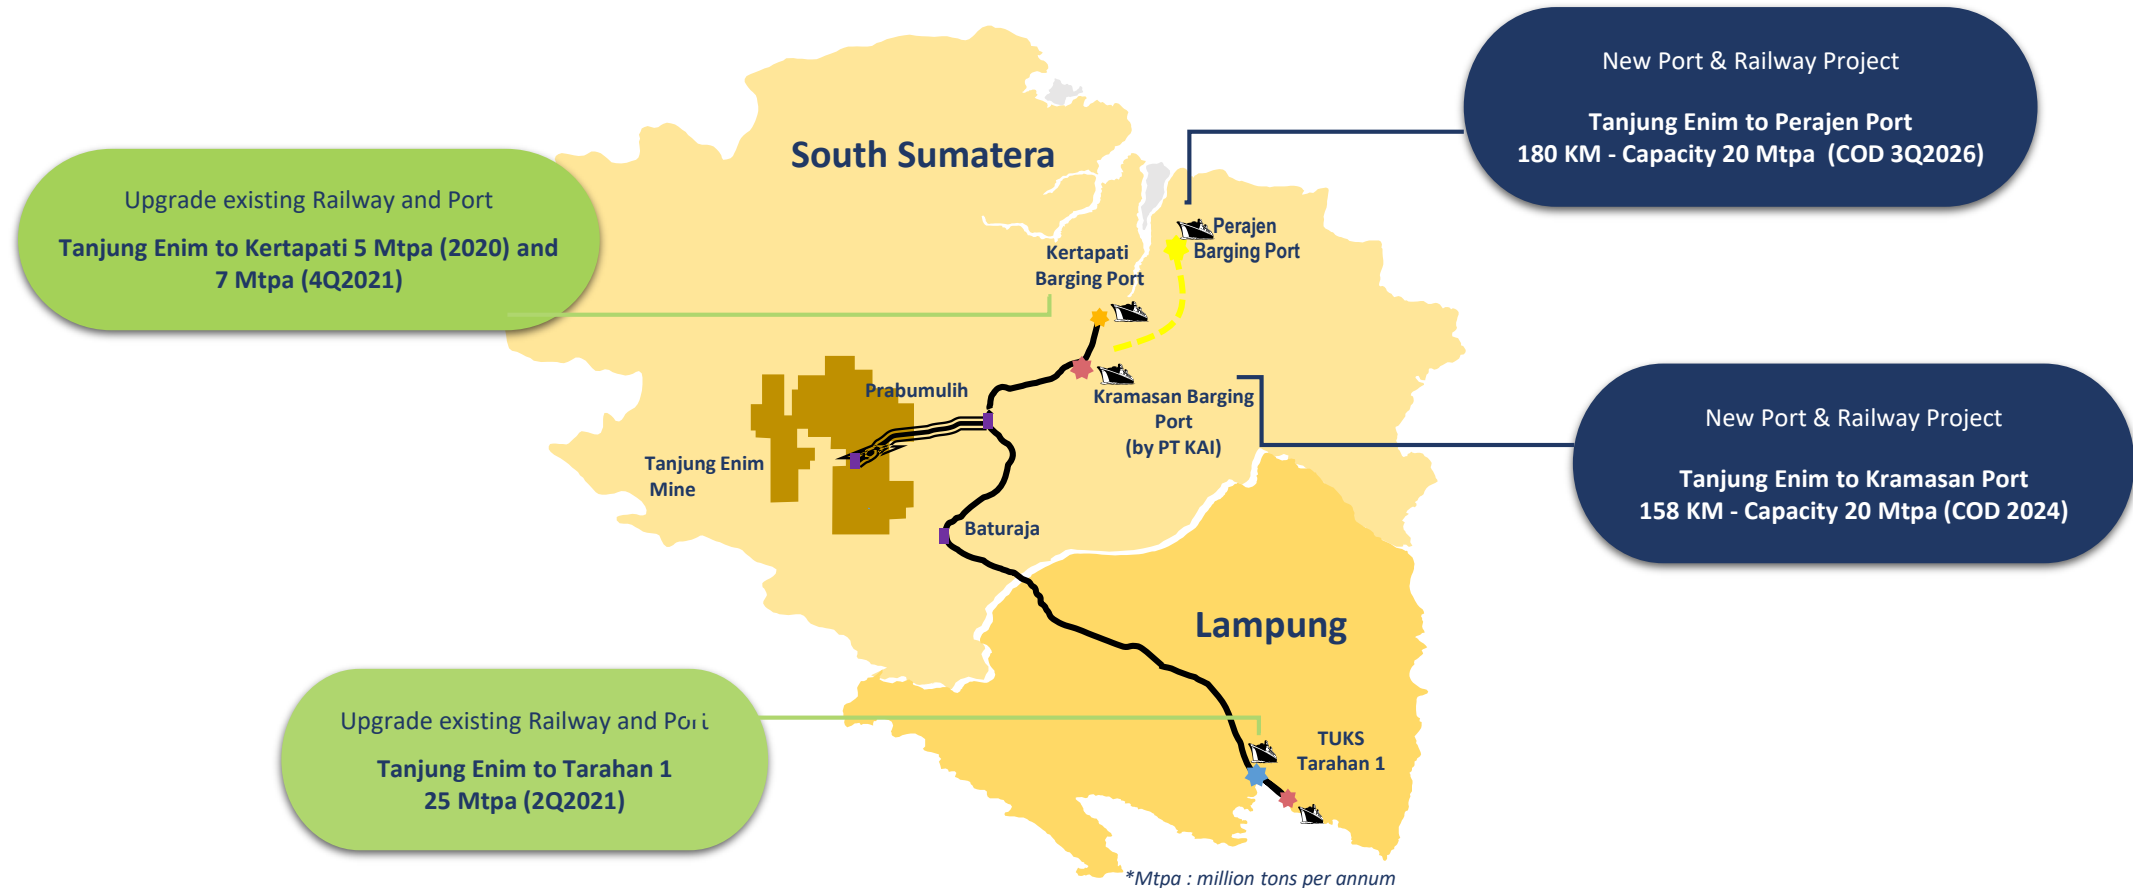 New Port & Railway Project
Tanjung Enim to Perajen Port
180 KM - Capacity 20 Mtpa (COD 3Q2026)
South Sumatera
Upgrade existing Railway and Port
Tanjung Enim to Kertapati 5 Mtpa (2020) and
7 Mtpa (4Q2021)
Perajen
Barging Port
Kertapati
Barging Port
Prabumulih
Kramasan Barging
Port
(by PT KAI)
New Port & Railway Project
Tanjung Enim to Kramasan Port
158 KM - Capacity 20 Mtpa (COD 2024)
Tanjung Enim
Mine
Baturaja
Lampung
Upgrade existing Railway and Port
Tanjung Enim to Tarahan 1
25 Mtpa (2Q2021)
TUKS
Tarahan 1
*Mtpa : million tons per annum